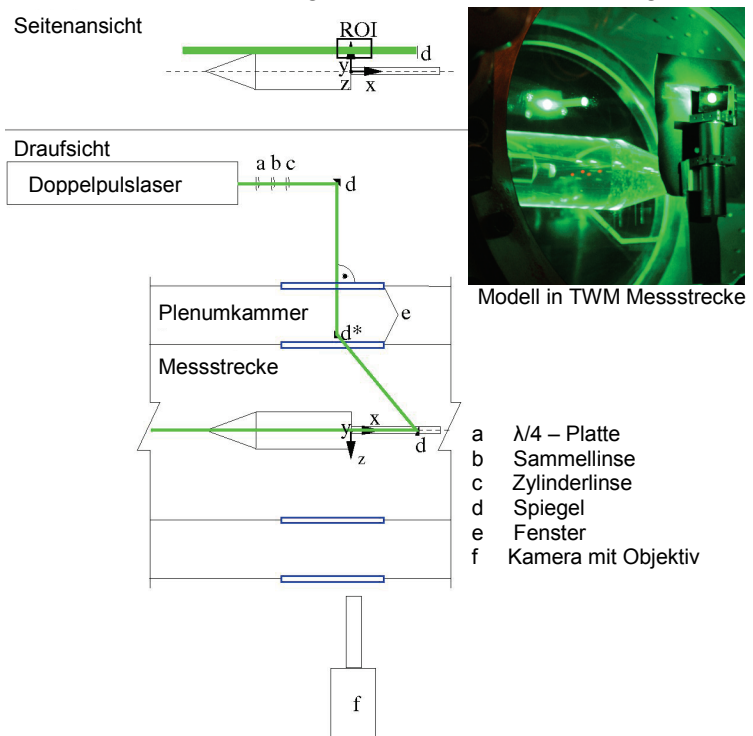 Seitenansicht
ROI
d
y
z
x
Draufsicht
a b c
Doppelpulslaser
d
Modell in TWM Messstrecke
Plenumkammer
e
d*
Messstrecke
x
y
z
d
a λ/4 – Platte
b Sammellinse
c Zylinderlinse
d Spiegel
e Fenster
f Kamera mit Objektiv
f